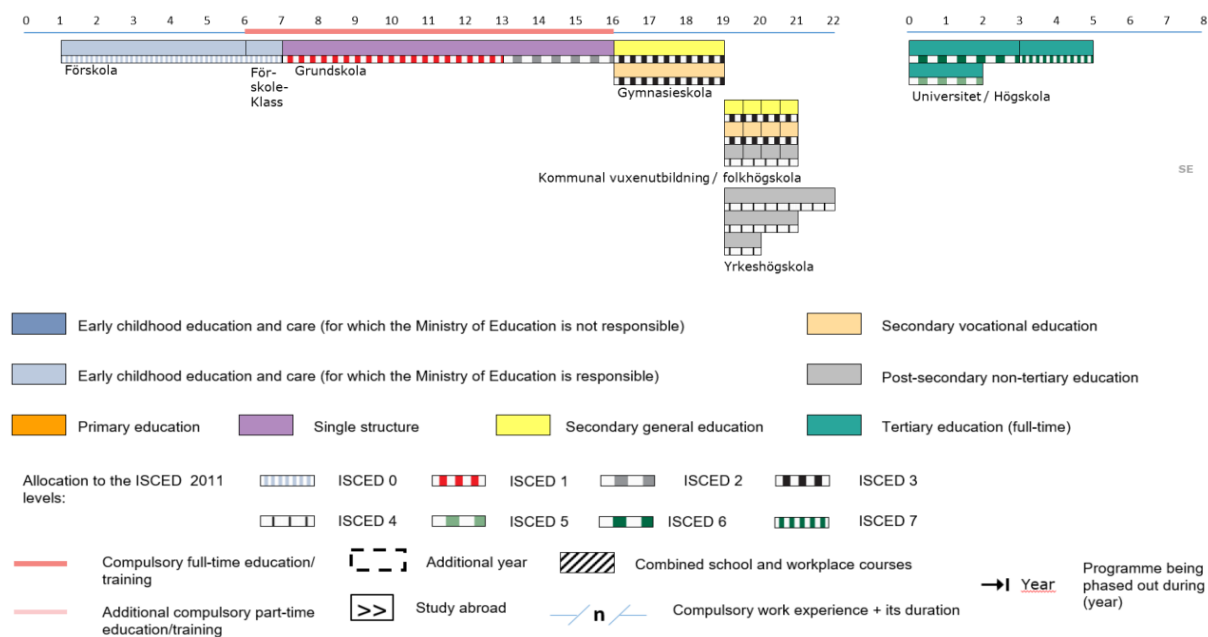 0 1 2 3 4 5 6 7 8 9 10 11 12 13 14 15 16 17 18 19 20 21 22 0 1 2 3 4 5 6 7 8
Förskola
För-
skole-
Klass
Grundskola
Gymnasieskola
Universitet / Högskola
Kommunal vuxenutbildning / folkhögskola
SE
Yrkeshögskola
Early childhood education and care (for which the Ministry of Education is not responsible)
Secondary vocational education
Early childhood education and care (for which the Ministry of Education is responsible)
Post-secondary non-tertiary education
Primary education
Single structure
Secondary general education
Tertiary education (full-time)
Allocation to the ISCED 2011
levels:
ISCED 0
ISCED 1
ISCED 2
ISCED 3
ISCED 4
ISCED 5
ISCED 6
ISCED 7
Compulsory full-time education/
training
Additional year
Combined school and workplace courses
Year
Programme being
phased out during
(year)
Additional compulsory part-time
education/training
>>
Study abroad
n
Compulsory work experience + its duration